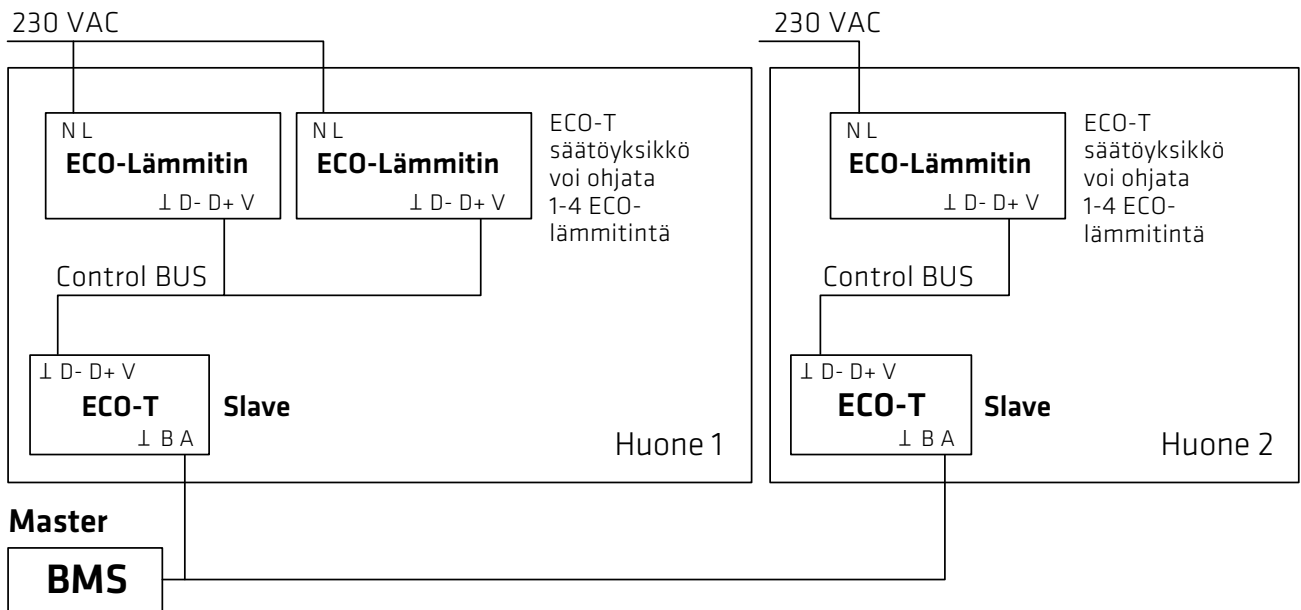 230 VAC
230 VAC
N L
ECO-Lämmitin
⊥ D- D+ V
N L
ECO-Lämmitin
⊥ D- D+ V
ECO-T
säätöyksikkö
voi ohjata
1-4 ECO-
lämmitintä
Control BUS
⊥ D- D+ V
ECO-T
⊥ B A
Slave
Huone 1
N L
ECO-Lämmitin
⊥ D- D+ V
ECO-T
säätöyksikkö
voi ohjata
1-4 ECO-
lämmitintä
Control BUS
⊥ D- D+ V
ECO-T
⊥ B A
Slave
Huone 2
Master
BMS